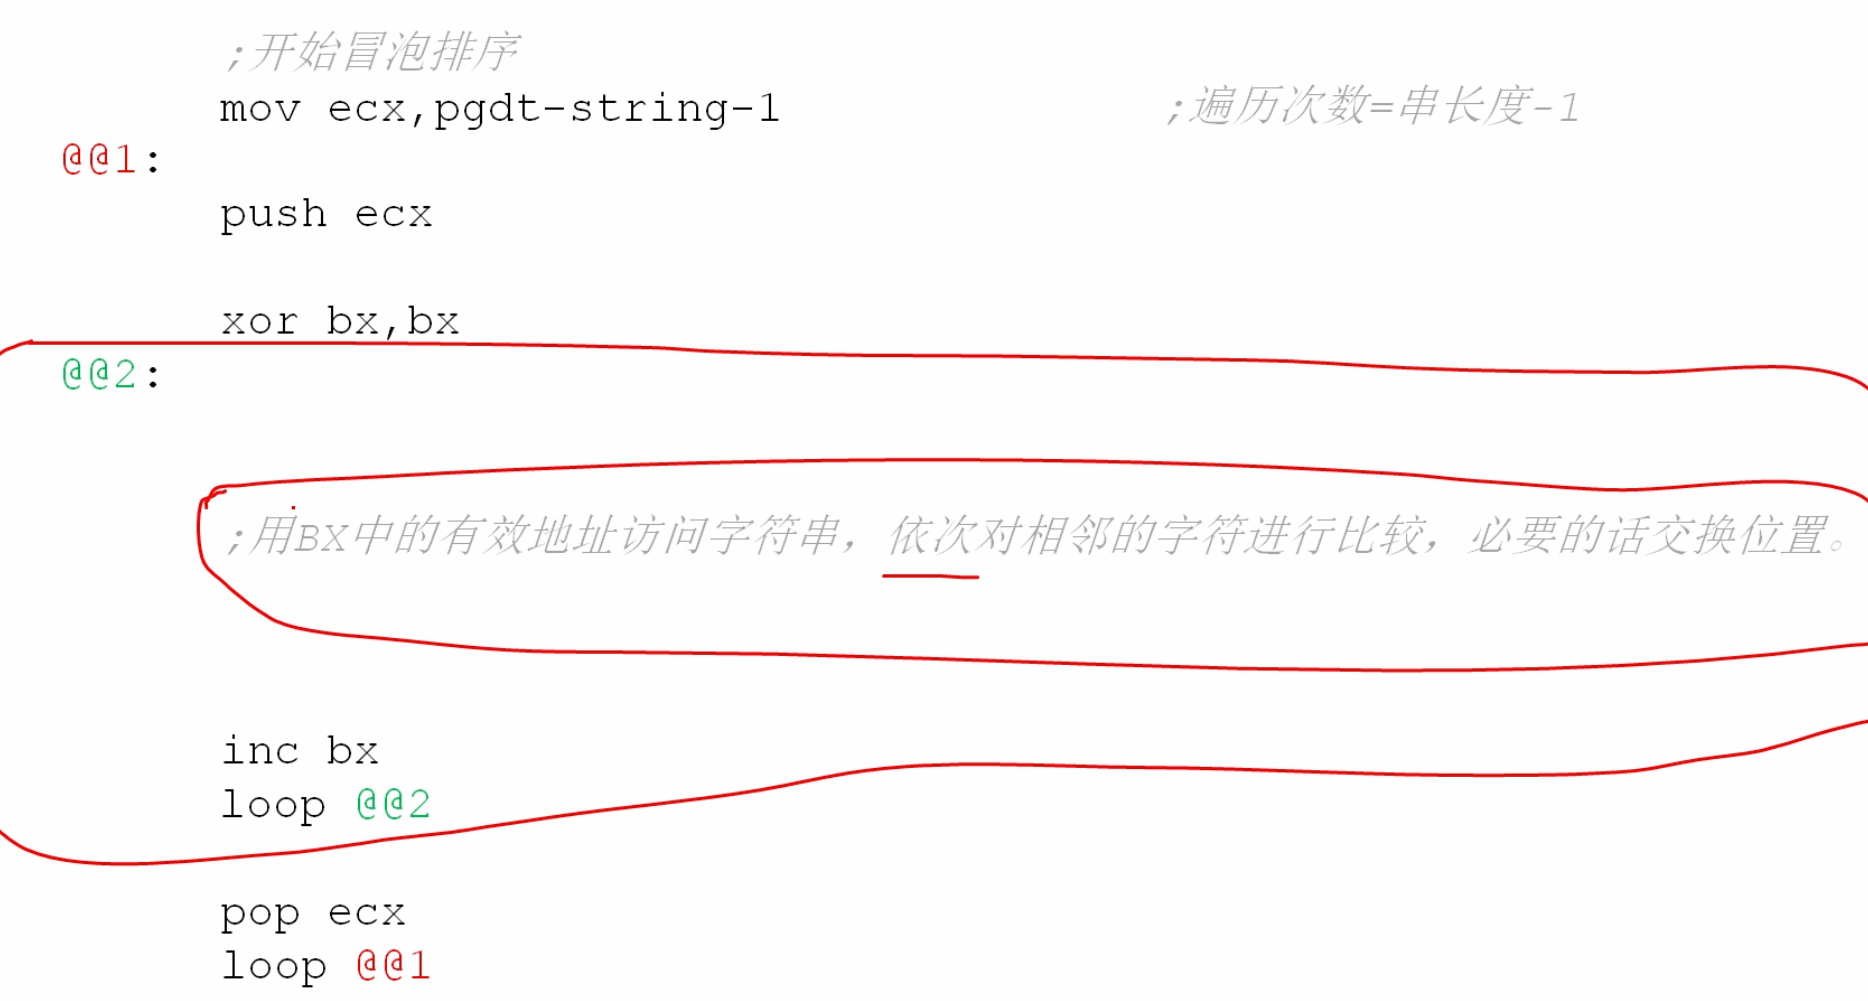 ;开始冒泡排序
mov ecx,pgdt-string-1 ;遍历次数=串长度-1
@@1:
push ecx
xor bx,bx
@@2:
;用BX中的有效地址访问字符串，依次对相邻的字符进行比较，必要的话交换位置。
inc bx
loop @@2
pop ecx
loop @@1